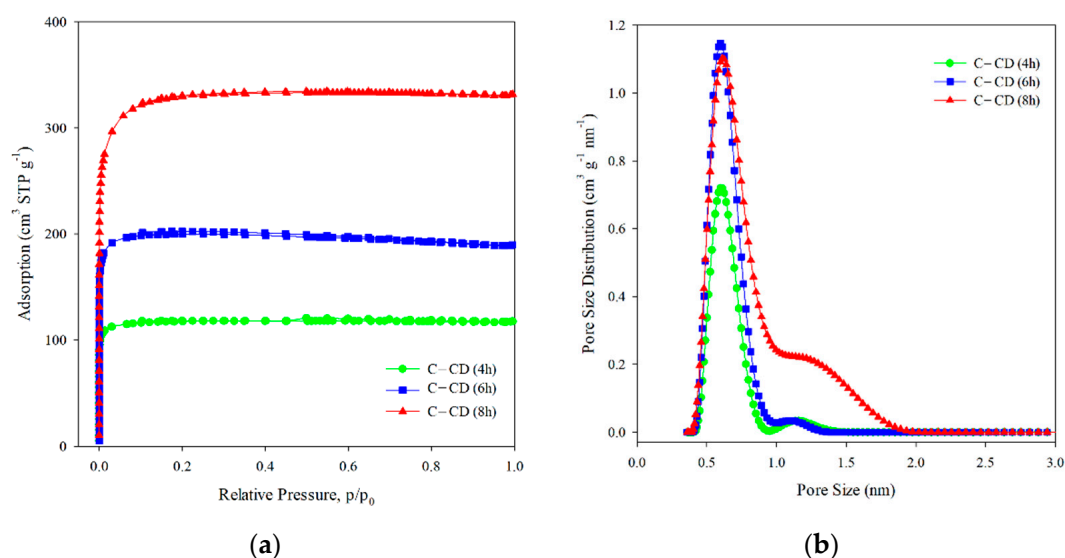 400
300
200
100
0
Adsorption (cm³ STP g⁻¹)
C−CD (4h)
C−CD (6h)
C−CD (8h)
0.0 0.2 0.4 0.6 0.8 1.0
Relative Pressure, p/p₀
(a)
1.2
1.0
0.8
0.6
0.4
0.2
0.0
Pore Size Distribution (cm³ g⁻¹ nm⁻¹)
C−CD (4h)
C−CD (6h)
C−CD (8h)
0.0 0.5 1.0 1.5 2.0 2.5 3.0
Pore Size (nm)
(b)